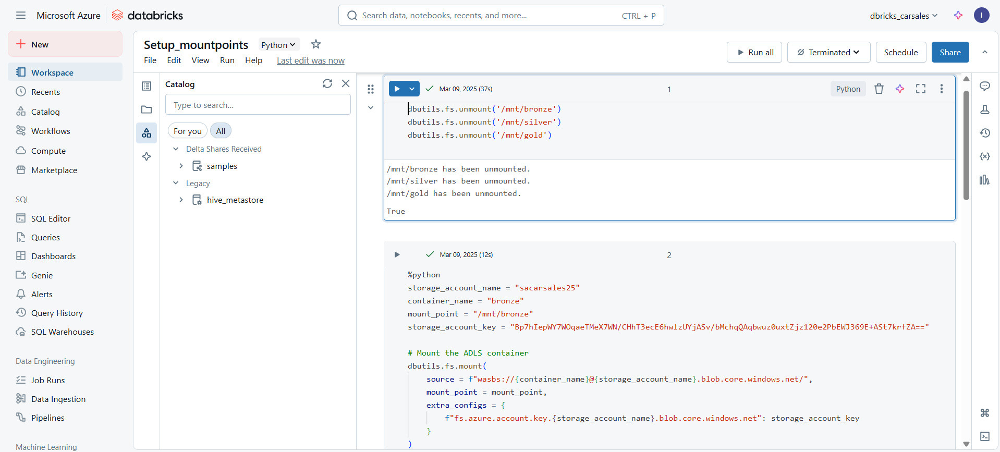 Microsoft Azure
databricks
Search data, notebooks, recents, and more...
CTRL + P
dbricks_carsales
I
New
Workspace
Recents
Catalog
Workflows
Compute
Marketplace
SQL
SQL Editor
Queries
Dashboards
Genie
Alerts
Query History
SQL Warehouses
Data Engineering
Job Runs
Data Ingestion
Pipelines
Machine Learning
Setup_mountpoints
Python
File Edit View Run Help Last edit was now
Run all
Terminated
Schedule
Share
Catalog
Type to search...
For you
All
Delta Shares Received
samples
Legacy
hive_metastore
Mar 09, 2025 (37s)
1
Python
dbutils.fs.unmount('/mnt/bronze')
dbutils.fs.unmount('/mnt/silver')
dbutils.fs.unmount('/mnt/gold')
/mnt/bronze has been unmounted.
/mnt/silver has been unmounted.
/mnt/gold has been unmounted.
True
Mar 09, 2025 (12s)
2
%python
storage_account_name = "sacarsales25"
container_name = "bronze"
mount_point = "/mnt/bronze"
storage_account_key = "Bp7hIepWY7WOqaeTMeX7WN/CHhT3ecE6hwlzUYjASv/bMchqQAqbwuz0uxtZjz120e2PbEWJ369E+ASt7krfZA=="
# Mount the ADLS container
dbutils.fs.mount(
source = f"wasbs://{container_name}@{storage_account_name}.blob.core.windows.net/",
mount_point = mount_point,
extra_configs = {
f"fs.azure.account.key.{storage_account_name}.blob.core.windows.net": storage_account_key
}
)